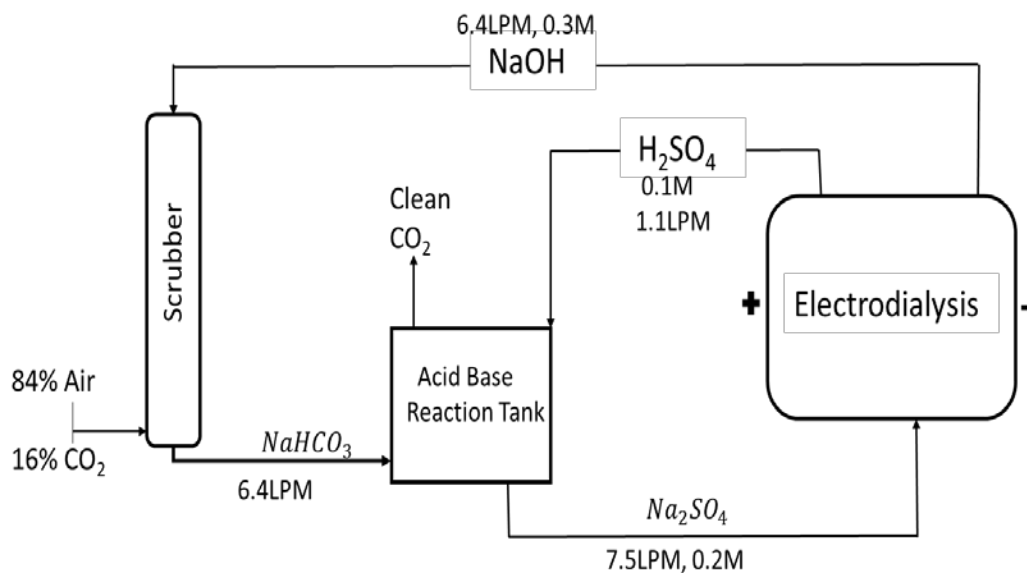 6.4LPM, 0.3M
NaOH
H₂SO₄
0.1M
1.1LPM
Clean
CO₂
Scrubber
+
Electrodialysis
-
84% Air
16% CO₂
Acid Base
Reaction Tank
NaHCO₃
6.4LPM
Na₂SO₄
7.5LPM, 0.2M